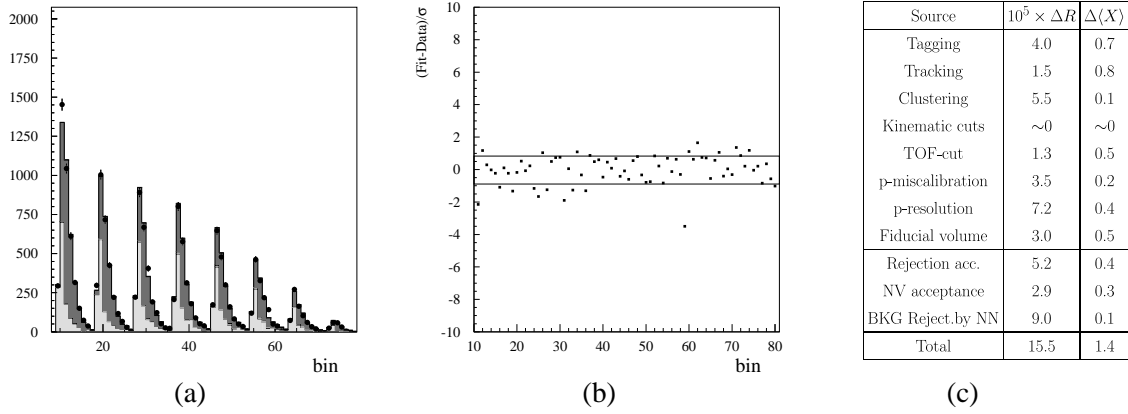 2000
1750
1500
1250
1000
750
500
250
0
20 40 60
bin
(a)
(Fit-Data)/σ
10
8
6
4
2
0
-2
-4
-6
-8
-10
10 20 30 40 50 60 70 80
bin
(b)
Source 10^5 × ΔR Δ⟨X⟩
Tagging 4.0 0.7
Tracking 1.5 0.8
Clustering 5.5 0.1
Kinematic cuts ∼0 ∼0
TOF-cut 1.3 0.5
p-miscalibration 3.5 0.2
p-resolution 7.2 0.4
Fiducial volume 3.0 0.5
Rejection acc. 5.2 0.4
NV acceptance 2.9 0.3
BKG Reject.by NN 9.0 0.1
Total 15.5 1.4
(c)